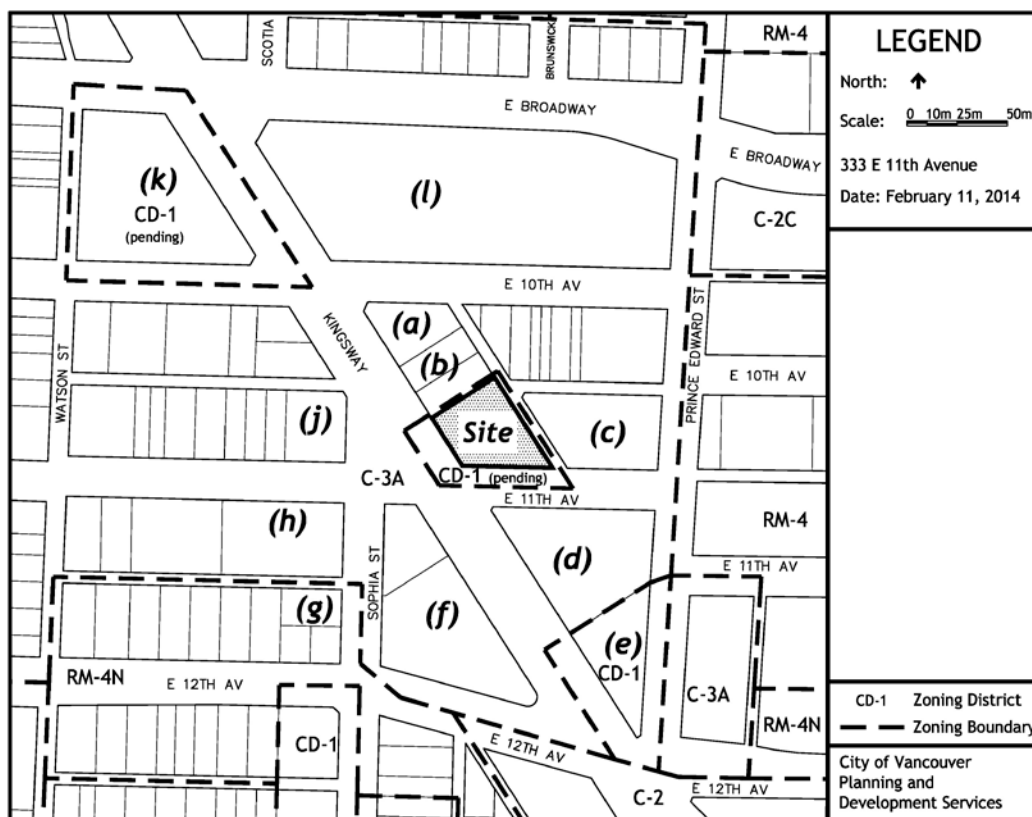 SCOTIA
BRUNSWICK
RM-4
E BROADWAY
E BROADWAY
(k)
CD-1
(pending)
(l)
C-2C
E 10TH AV
KINGSWAY
PRINCE EDWARD ST
WATSON ST
(a)
(b)
E 10TH AV
(j)
Site
(c)
C-3A
CD-1 (pending)
E 11TH AV
(h)
RM-4
SOPHIA ST
(d)
E 11TH AV
(g)
(f)
(e)
CD-1
RM-4N
E 12TH AV
C-3A
RM-4N
CD-1
E 12TH AV
C-2
E 12TH AV
LEGEND
North:
Scale: 0 10m 25m 50m
333 E 11th Avenue
Date: February 11, 2014
CD-1 Zoning District
Zoning Boundary
City of Vancouver
Planning and
Development Services